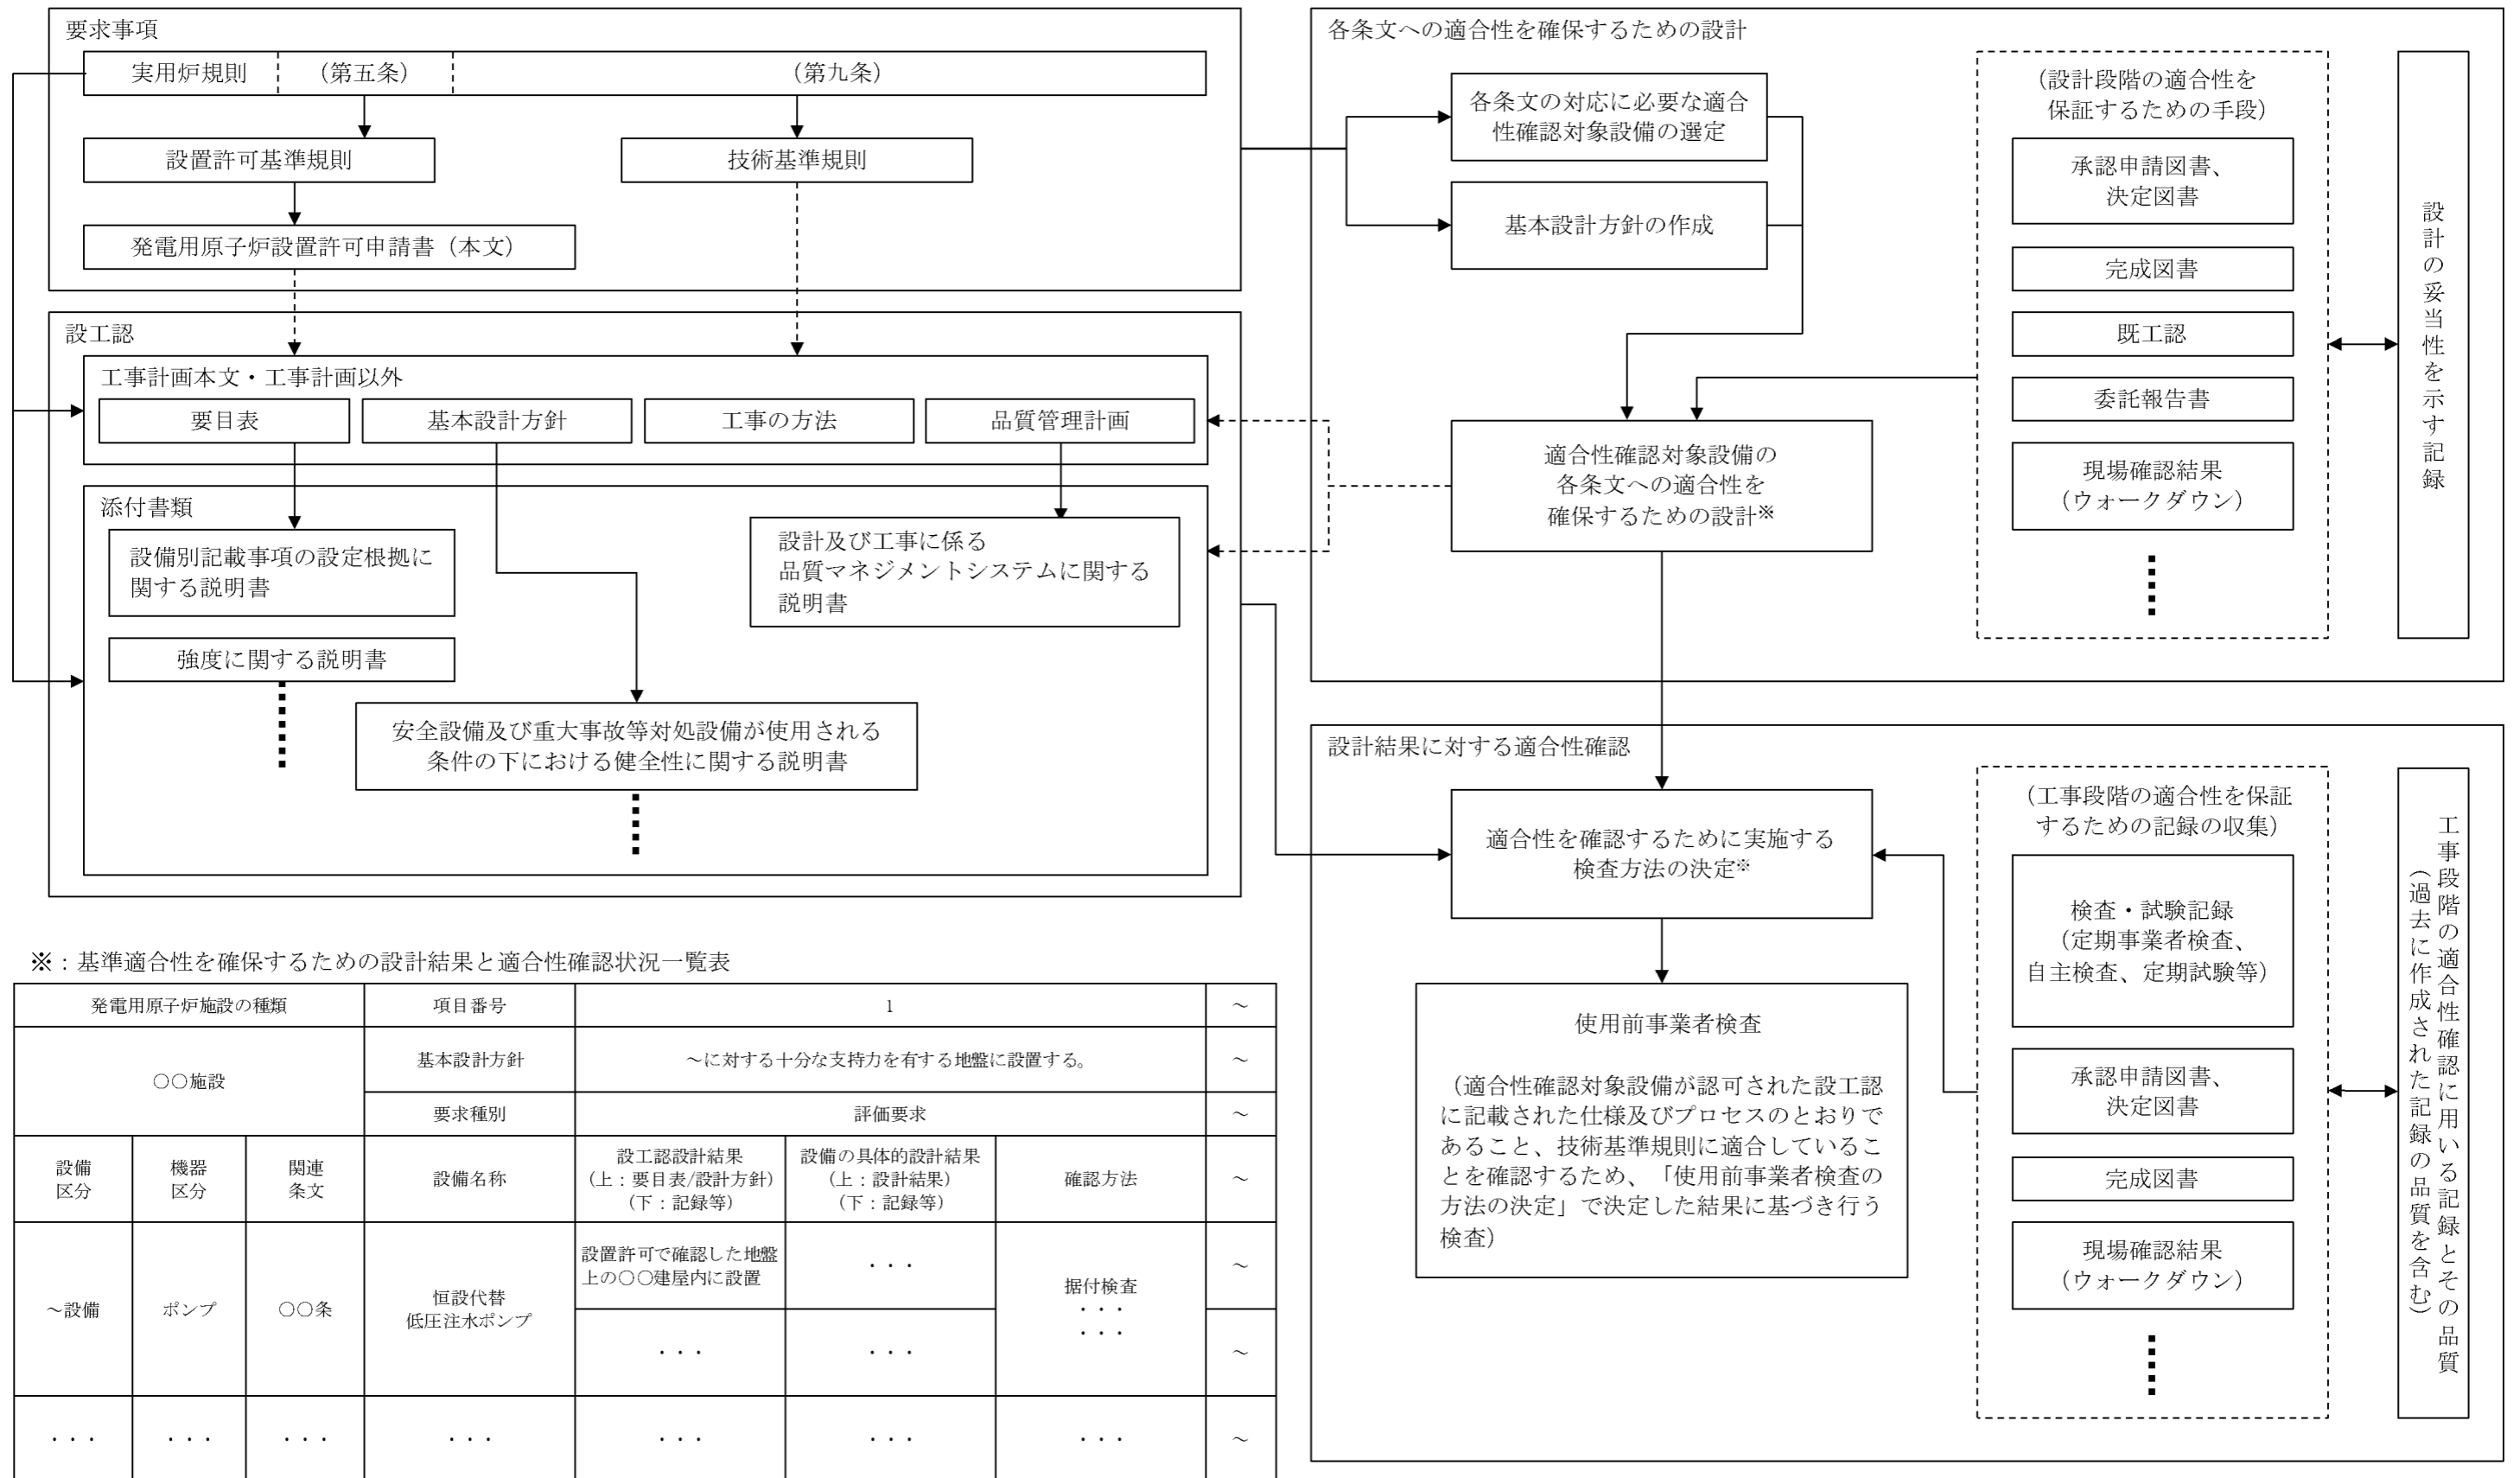 要求事項
実用炉規則
（第五条）
（第九条）
設置許可基準規則
技術基準規則
発電用原子炉設置許可申請書（本文）
設工認
工事計画本文・工事計画以外
要目表
基本設計方針
工事の方法
品質管理計画
添付書類
設備別記載事項の設定根拠に
関する説明書
設計及び工事に係る
品質マネジメントシステムに関する
説明書
強度に関する説明書
安全設備及び重大事故等対処設備が使用される
条件の下における健全性に関する説明書
各条文への適合性を確保するための設計
各条文の対応に必要な適合
性確認対象設備の選定
基本設計方針の作成
適合性確認対象設備の
各条文への適合性を
確保するための設計※
（設計段階の適合性を
保証するための手段）
承認申請図書、
決定図書
完成図書
既工認
委託報告書
現場確認結果
（ウォークダウン）
設計の妥当性を示す記録
設計結果に対する適合性確認
適合性を確認するために実施する
検査方法の決定※
使用前事業者検査
（適合性確認対象設備が認可された設工認
に記載された仕様及びプロセスのとおりで
あること、技術基準規則に適合しているこ
とを確認するため、「使用前事業者検査の
方法の決定」で決定した結果に基づき行う
検査）
（工事段階の適合性を保証
するための記録の収集）
検査・試験記録
（定期事業者検査、
自主検査、定期試験等）
承認申請図書、
決定図書
完成図書
現場確認結果
（ウォークダウン）
工事段階の適合性確認に用いる記録とその品質
（過去に作成された記録の品質を含む）
※：基準適合性を確保するための設計結果と適合性確認状況一覧表
発電用原子炉施設の種類
項目番号
1
～
○○施設
基本設計方針
～に対する十分な支持力を有する地盤に設置する。
～
要求種別
評価要求
～
設備
区分
機器
区分
関連
条文
設備名称
設工認設計結果
（上：要目表/設計方針）
（下：記録等）
設備の具体的設計結果
（上：設計結果）
（下：記録等）
確認方法
～
～設備
ポンプ
○○条
恒設代替
低圧注水ポンプ
設置許可で確認した地盤
上の○○建屋内に設置
・・・
据付検査
・・・
・・・
～
・・・
・・・
～
・・・
・・・
・・・
・・・
・・・
・・・
・・・
～